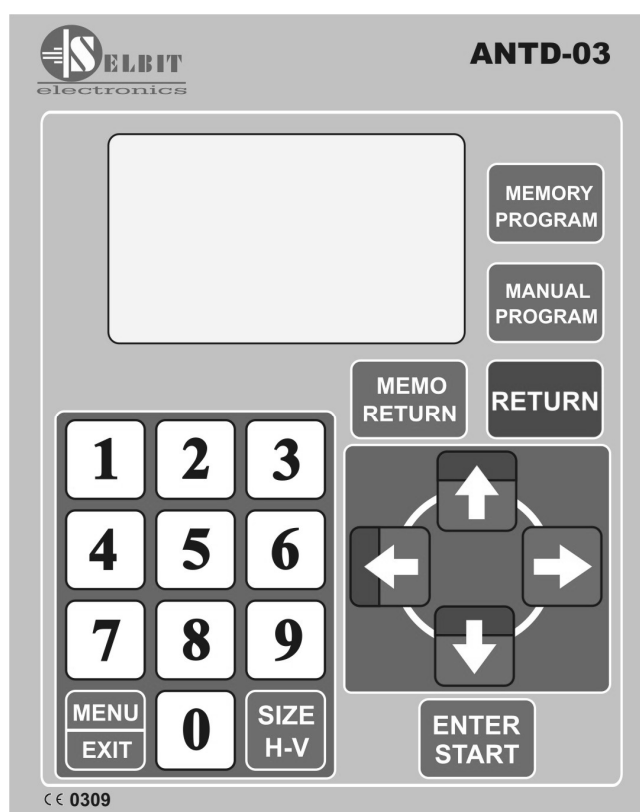 SELBIT
electronics
ANTD-03
MEMORY
PROGRAM
MANUAL
PROGRAM
MEMO
RETURN
RETURN
1 2 3
4 5 6
7 8 9
MENU
EXIT
0
SIZE
H-V
ENTER
START
CE 0309